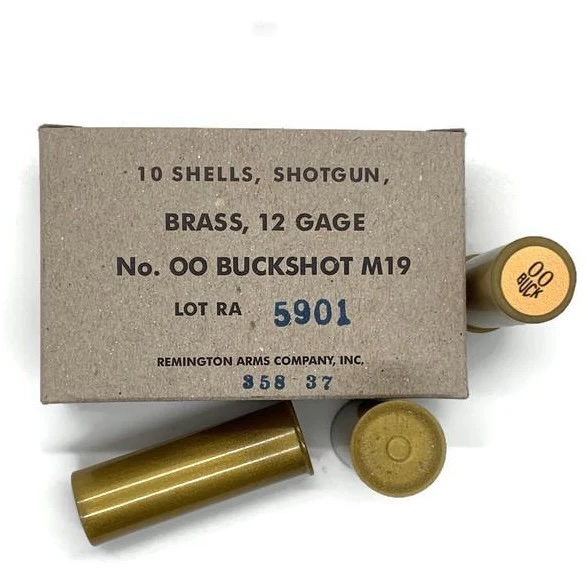 10 SHELLS, SHOTGUN,
BRASS, 12 GAGE
No. 00 BUCKSHOT M19
LOT RA 5901
REMINGTON ARMS COMPANY, INC.
358 37
00
BUCK